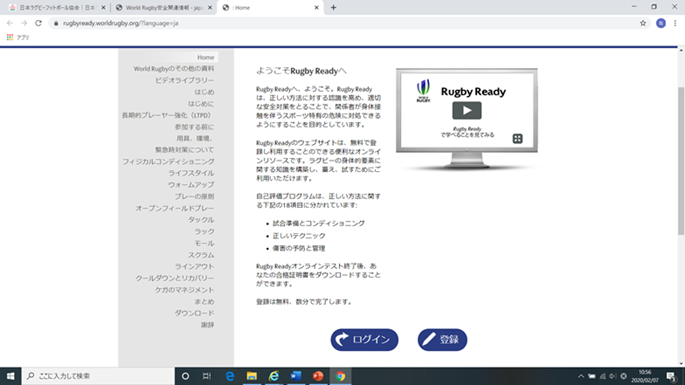 日本ラグビーフットボール協会 | 日本
World Rugby安全関連情報 - japa
: Home
rugbyready.worldrugby.org/?language=ja
アプリ
Home
World Rugbyのその他の資料
ビデオライブラリー
はじめ
はじめに
長期的プレーヤー強化（LTPD）
参加する前に
用具、環境、
緊急時対策について
フィジカルコンディショニング
ライフスタイル
ウォームアップ
プレーの原則
オープンフィールドプレー
タックル
ラック
モール
スクラム
ラインアウト
クールダウンとリカバリー
ケガのマネジメント
まとめ
ダウンロード
謝辞
ようこそRugby Readyへ
Rugby Readyへ、ようこそ。Rugby Ready
は、正しい方法に対する認識を高め、適切
な安全対策をとることで、関係者が身体接
触を伴うスポーツ特有の危険に対処できる
ようにすることを目的としています。
Rugby Readyのウェブサイトは、無料で登
録し利用することのできる便利なオンライ
ンリソースです。ラグビーの身体的要素に
関する知識を構築し、蓄え、試すためにご
利用いただけます。
自己評価プログラムは、正しい方法に関す
る下記の18項目に分かれています:
• 試合準備とコンディショニング
• 正しいテクニック
• 傷害の予防と管理
Rugby Readyオンラインテスト終了後、あ
なたの合格証明書をダウンロードすること
ができます。
登録は無料、数分で完了します。
WORLD
RUGBY
Rugby Ready
Rugby Ready
で学べることを見てみる
ログイン
登録
ここに入力して検索
10:56
2020/02/07